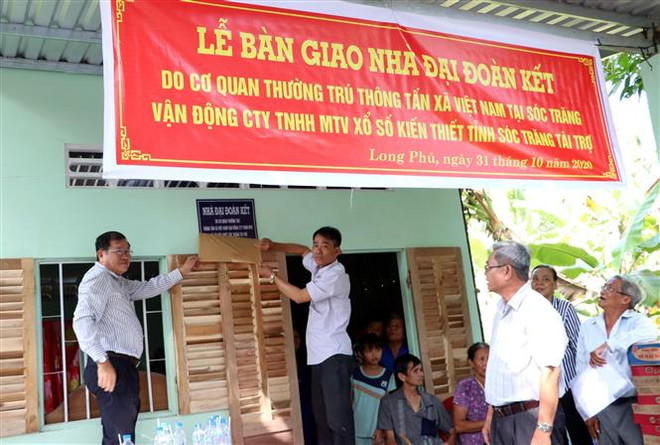 LỄ BÀN GIAO NHÀ ĐẠI ĐOÀN KẾT
DO CƠ QUAN THƯỜNG TRÚ THÔNG TẤN XÃ VIỆT NAM TẠI SÓC TRĂNG
VẬN ĐỘNG CTY TNHH MTV XỔ SỐ KIẾN THIẾT TỈNH SÓC TRĂNG TÀI TRỢ
Long Phú, ngày 31 tháng 10 năm 2020
NHÀ ĐẠI ĐOÀN KẾT